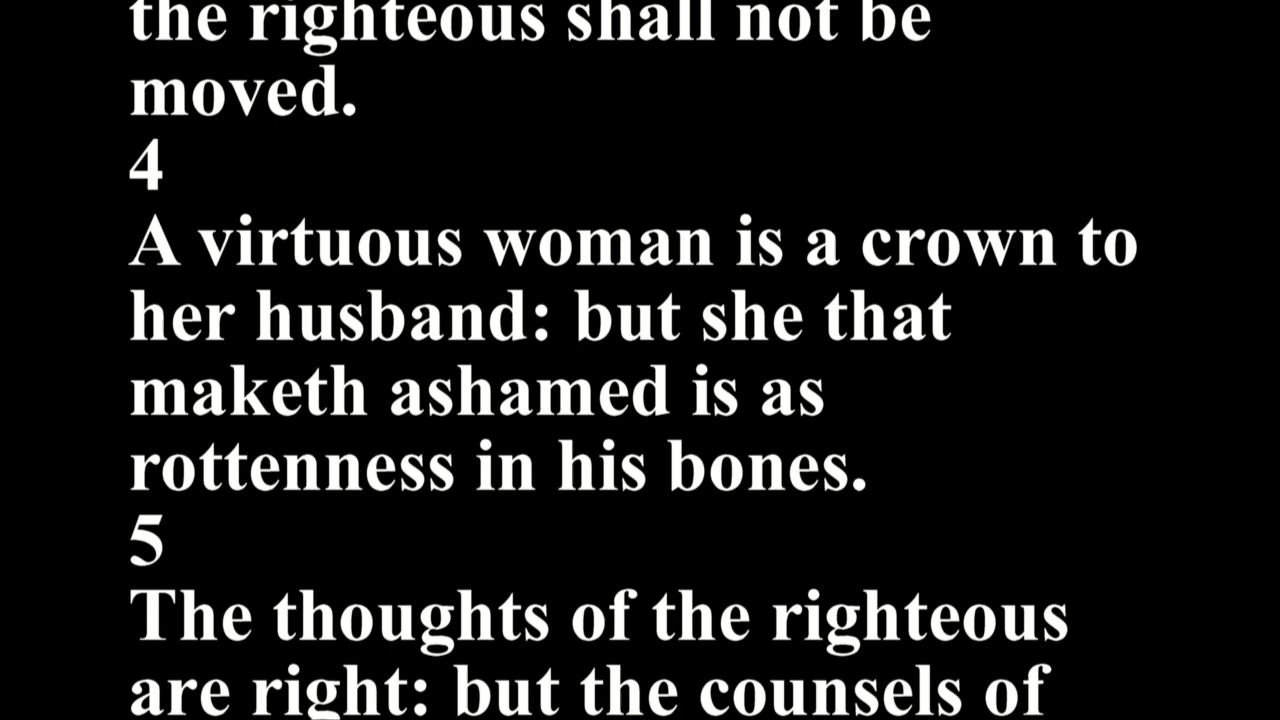 the righteous shall not be
moved.
4
A virtuous woman is a crown to
her husband: but she that
maketh ashamed is as
rottenness in his bones.
5
The thoughts of the righteous
are right: but the counsels of